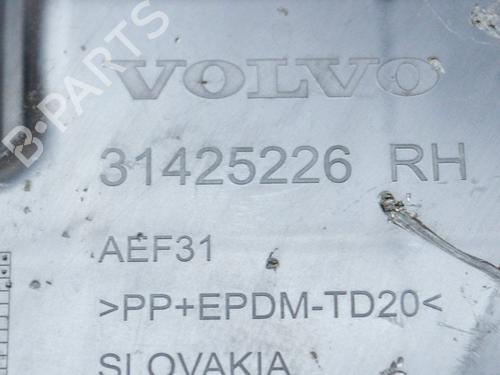 B-PARTS
VOLVO
31425226 RH
AEF31
>PP+EPDM-TD20<
SLOVAKIA